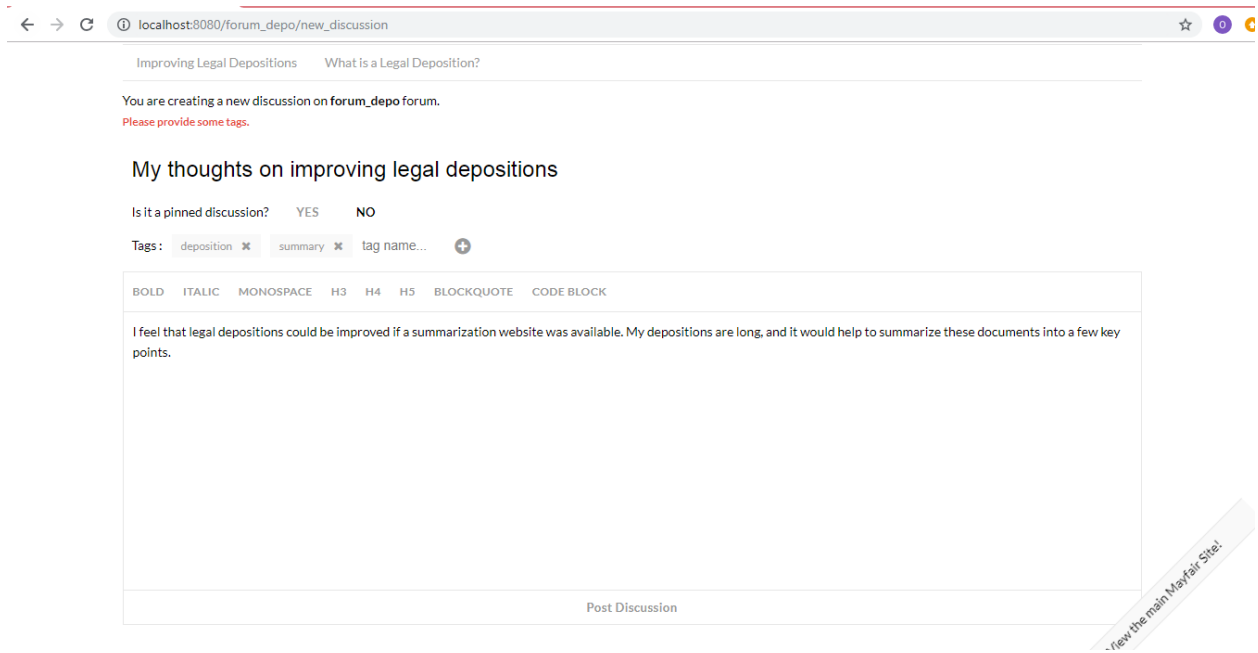 localhost:8080/forum_depo/new_discussion
O
Improving Legal Depositions What is a Legal Deposition?
You are creating a new discussion on forum_depo forum.
Please provide some tags.
My thoughts on improving legal depositions
Is it a pinned discussion? YES NO
Tags : deposition ✖ summary ✖ tag name...
BOLD ITALIC MONOSPACE H3 H4 H5 BLOCKQUOTE CODE BLOCK
I feel that legal depositions could be improved if a summarization website was available. My depositions are long, and it would help to summarize these documents into a few key
points.
Post Discussion
View the main Mayfair Site!